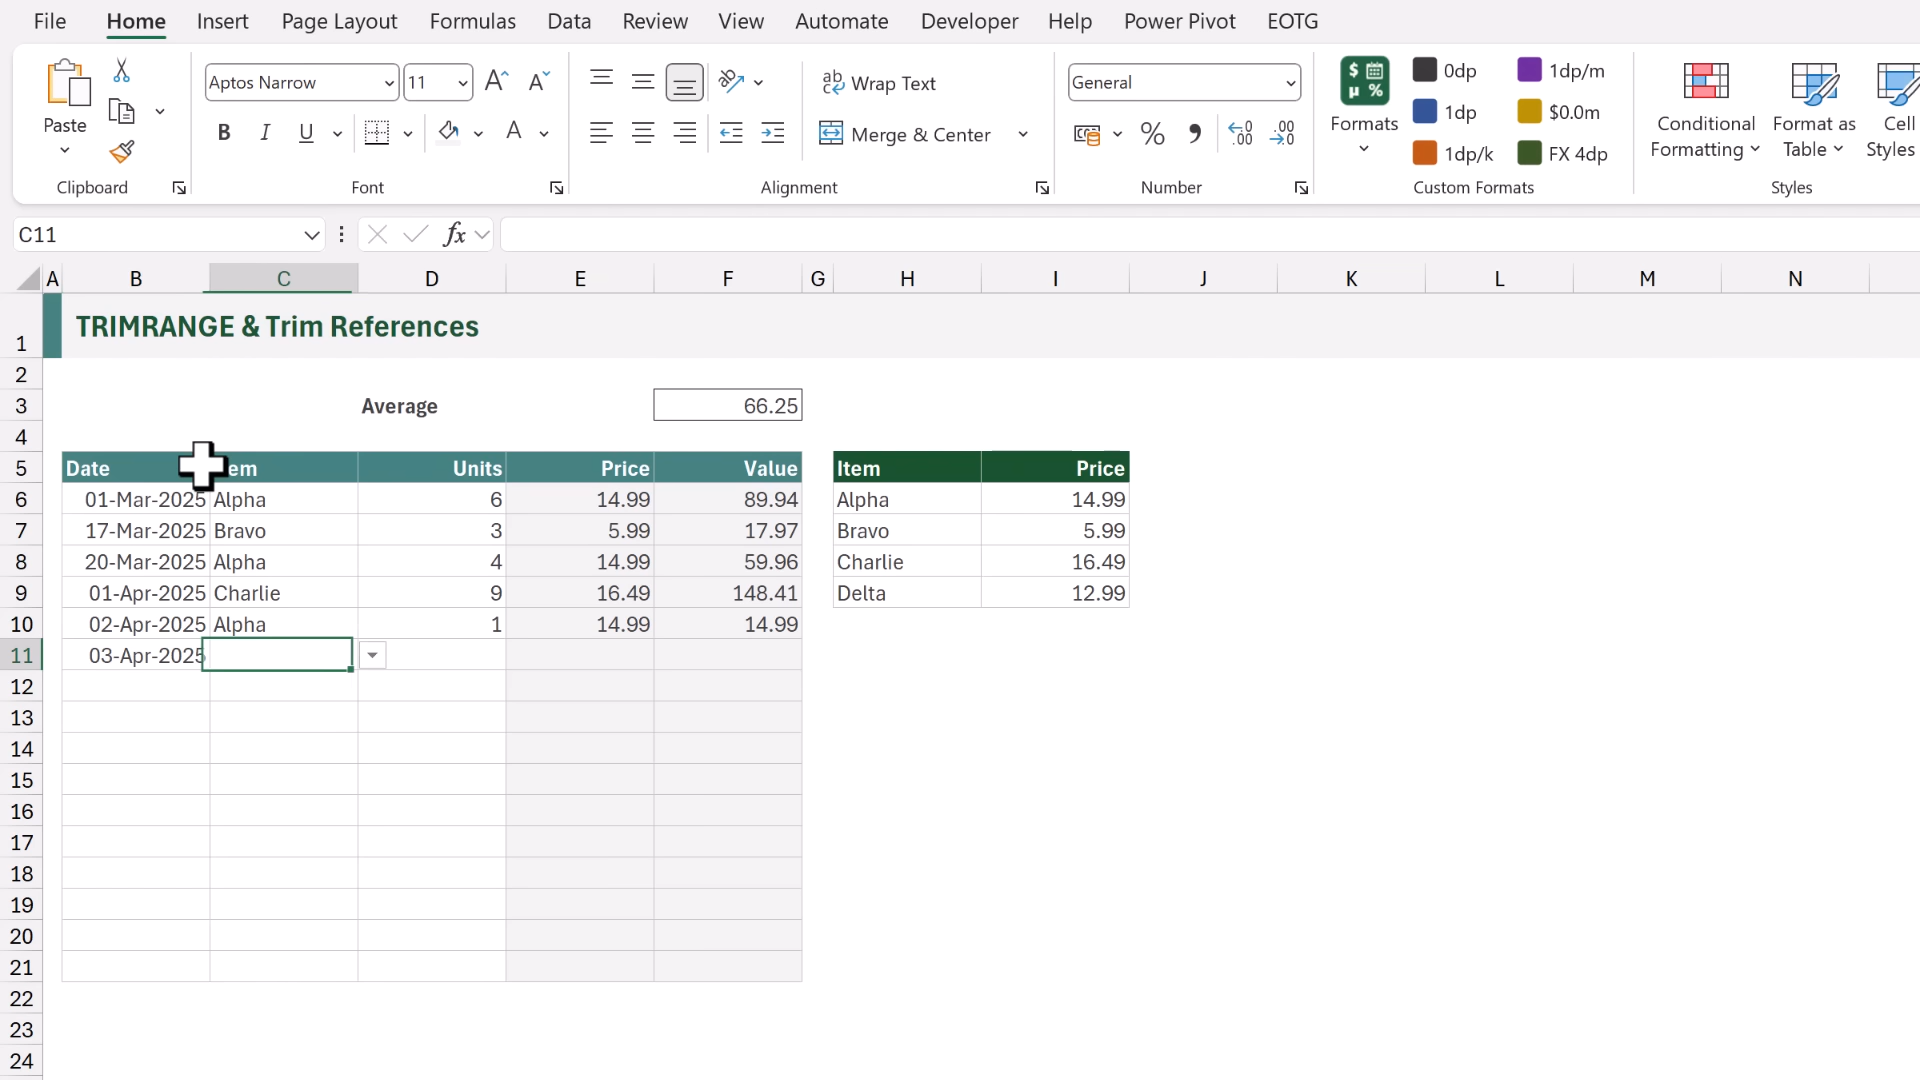 File Home Insert Page Layout Formulas Data Review View Automate Developer Help Power Pivot EOTG
Paste
Clipboard
Aptos Narrow 11
B I U A
Font
Wrap Text
Merge & Center
Alignment
General
Number
Formats
0dp 1dp/m
1dp $0.0m
1dp/k FX 4dp
Custom Formats
Conditional Formatting
Format as Table
Cell Styles
Styles
C11 fx
A B C D E F G H I J K L M N
1 TRIMRANGE & Trim References
2
3 Average 66.25
4
5 Date em Units Price Value Item Price
6 01-Mar-2025 Alpha 6 14.99 89.94 Alpha 14.99
7 17-Mar-2025 Bravo 3 5.99 17.97 Bravo 5.99
8 20-Mar-2025 Alpha 4 14.99 59.96 Charlie 16.49
9 01-Apr-2025 Charlie 9 16.49 148.41 Delta 12.99
10 02-Apr-2025 Alpha 1 14.99 14.99
11 03-Apr-2025
12
13
14
15
16
17
18
19
20
21
22
23
24